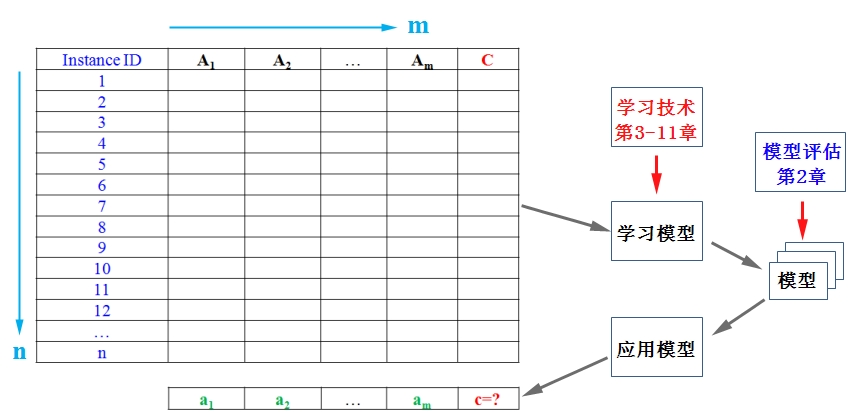 m
Instance ID A₁ A₂ … Aₘ C
1
2
3
4
5
6
7
8
9
10
11
12
…
n
n
a₁ a₂ … aₘ c=?
学习技术
第3-11章
模型评估
第2章
学习模型
模型
应用模型